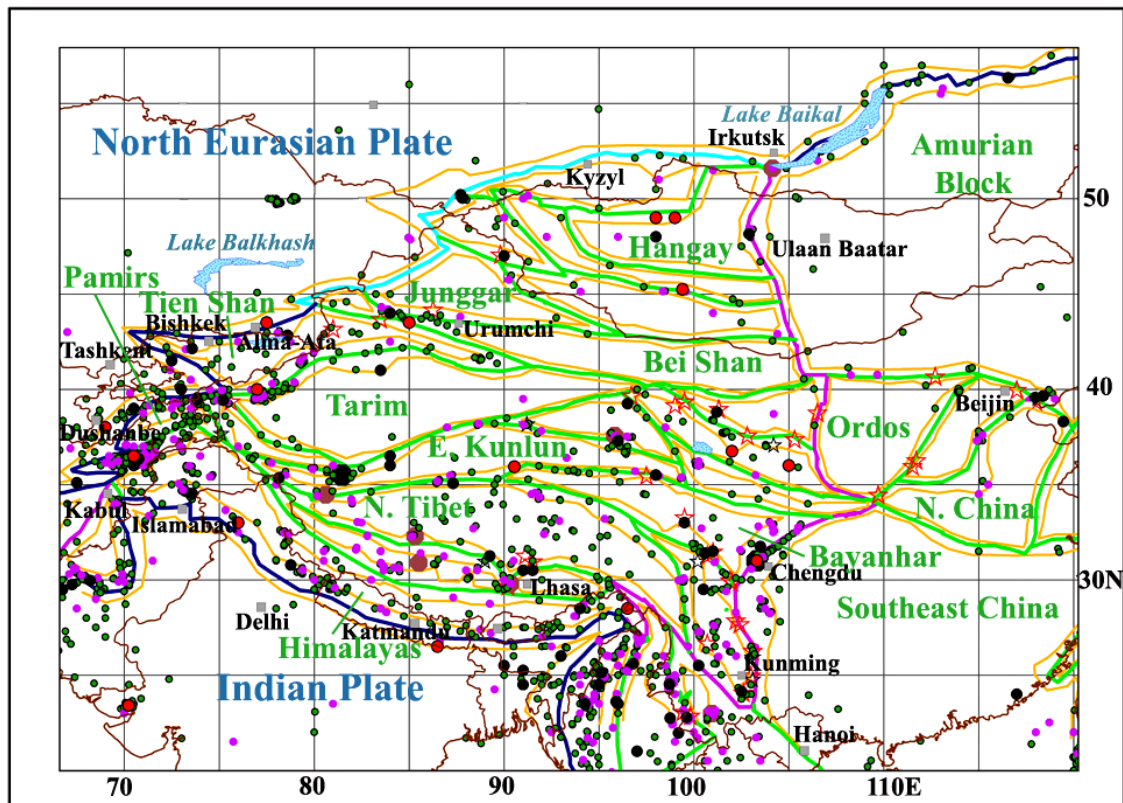 Lake Baikal
Irkutsk
North Eurasian Plate
Amurian
Block
Kyzyl
50
Lake Balkhash
Hangay
Ulaan Baatar
Pamirs
Tien Shan
Junggar
Bishkek
Urumchi
Alma-Ata
Tashkent
Bei Shan
40
Tarim
Beijin
Ordos
Dushanbe
E. Kunlun
N. Tibet
N. China
Kabul
Islamabad
Bayanhar
Chengdu
30N
Lhasa
Southeast China
Delhi
Katmandu
Himalayas
Kunming
Indian Plate
Hanoi
70 80 90 100 110E